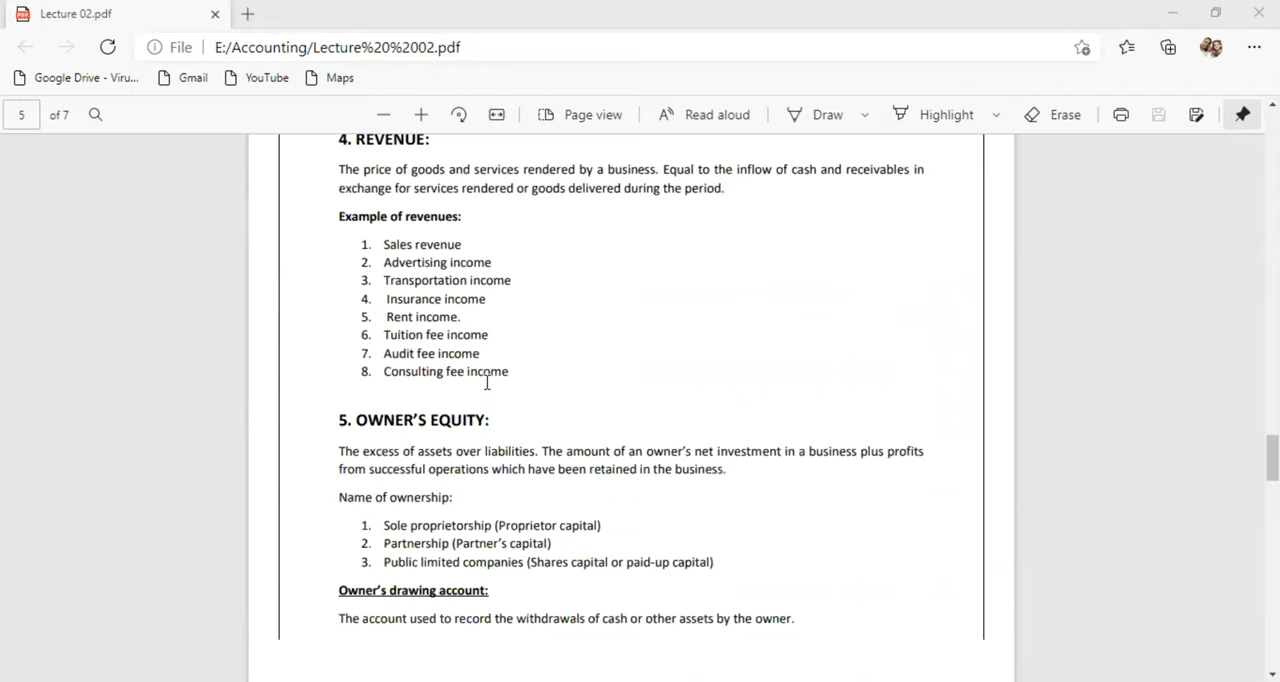 Lecture 02.pdf
File
E:/Accounting/Lecture%20%2002.pdf
Google Drive - Viru...
Gmail
YouTube
Maps
5
of 7
Page view
Read aloud
Draw
Highlight
Erase
4. REVENUE:
The price of goods and services rendered by a business. Equal to the inflow of cash and receivables in
exchange for services rendered or goods delivered during the period.
Example of revenues:
1. Sales revenue
2. Advertising income
3. Transportation income
4. Insurance income
5. Rent income.
6. Tuition fee income
7. Audit fee income
8. Consulting fee income
5. OWNER'S EQUITY:
The excess of assets over liabilities. The amount of an owner's net investment in a business plus profits
from successful operations which have been retained in the business.
Name of ownership:
1. Sole proprietorship (Proprietor capital)
2. Partnership (Partner's capital)
3. Public limited companies (Shares capital or paid-up capital)
Owner's drawing account:
The account used to record the withdrawals of cash or other assets by the owner.